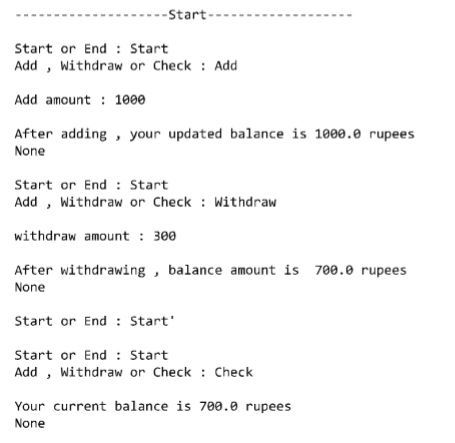 --------------------Start-------------------
Start or End : Start
Add , Withdraw or Check : Add
Add amount : 1000
After adding , your updated balance is 1000.0 rupees
None
Start or End : Start
Add , Withdraw or Check : Withdraw
withdraw amount : 300
After withdrawing , balance amount is  700.0 rupees
None
Start or End : Start'
Start or End : Start
Add , Withdraw or Check : Check
Your current balance is 700.0 rupees
None